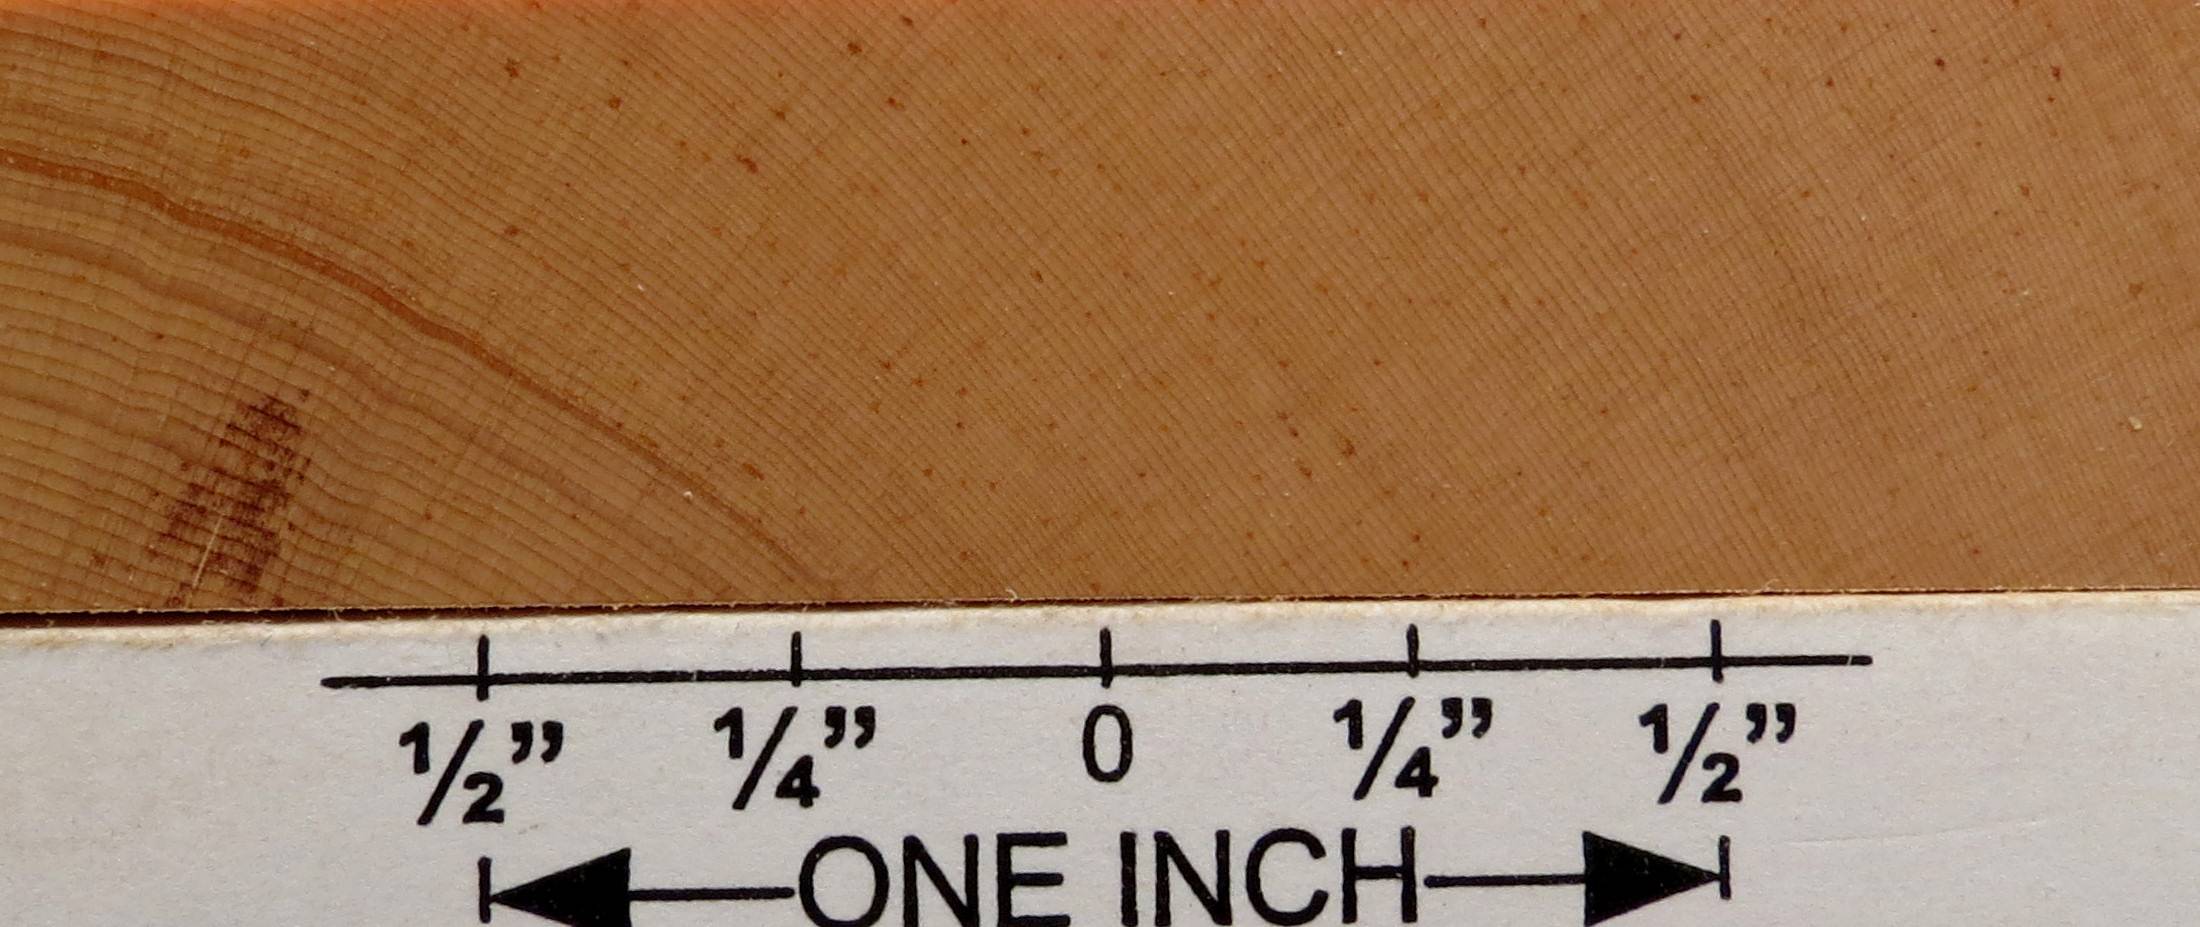 ½” ¼” 0 ¼” ½”
ONE INCH